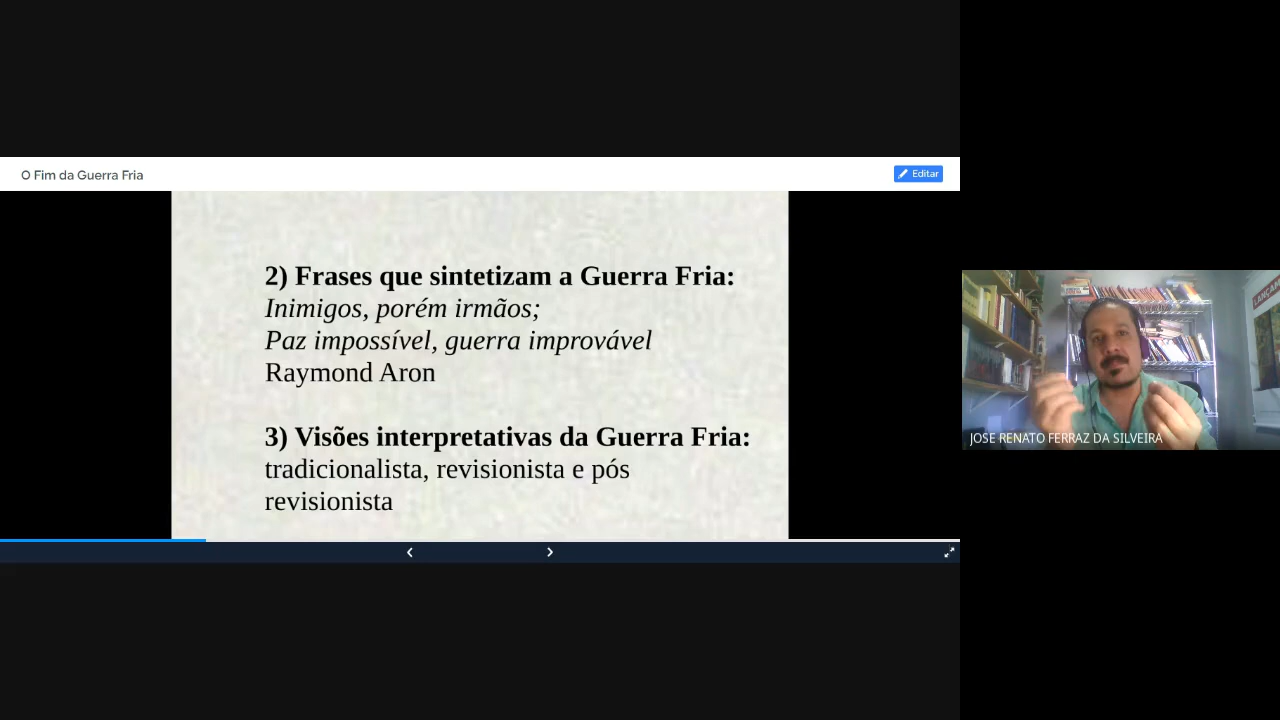 O Fim da Guerra Fria
Editar
2) Frases que sintetizam a Guerra Fria:
Inimigos, porém irmãos;
Paz impossível, guerra improvável
Raymond Aron
3) Visões interpretativas da Guerra Fria:
tradicionalista, revisionista e pós
revisionista
LANÇAM
JOSE RENATO FERRAZ DA SILVEIRA